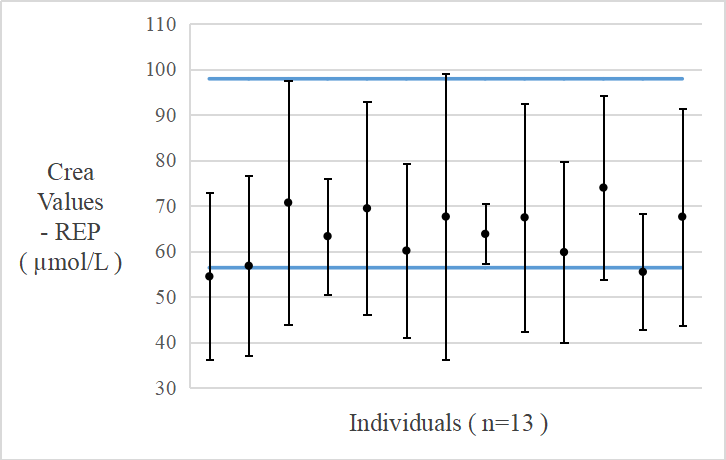 110
100
90
80
70
60
50
40
30
Crea
Values
- REP
( µmol/L )
Individuals ( n=13 )